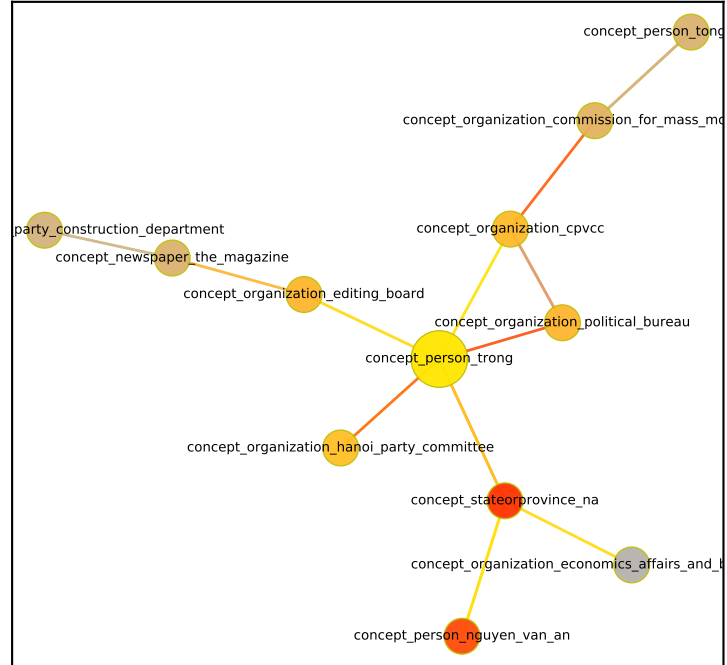 concept_person_tong
concept_organization_commission_for_mass_mo
concept_organization_cpvcc
_party_construction_department
concept_newspaper_the_magazine
concept_organization_editing_board
concept_organization_political_bureau
concept_person_trong
concept_organization_hanoi_party_committee
concept_stateorprovince_na
concept_organization_economics_affairs_and_b
concept_person_nguyen_van_an